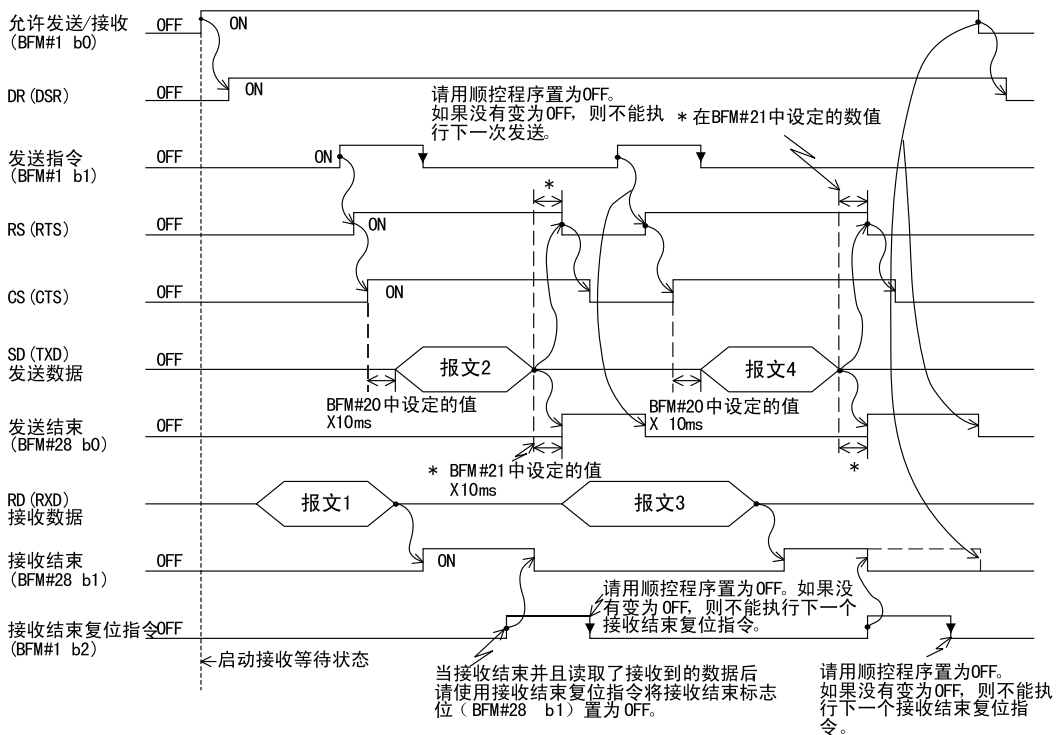 允许发送/接收
(BFM#1 b0)
OFF
ON
DR(DSR)
OFF
ON
请用顺控程序置为OFF。
如果没有变为OFF，则不能执
行下一次发送。
* 在BFM#21中设定的数值
发送指令
(BFM#1 b1)
OFF
ON
*
RS(RTS)
OFF
ON
CS(CTS)
OFF
ON
SD(TXD)
发送数据
OFF
报文2
报文4
BFM#20中设定的值
X10ms
BFM#20中设定的值
X 10ms
发送结束
(BFM#28 b0)
OFF
* BFM#21中设定的值
X10ms
*
RD(RXD)
接收数据
报文1
报文3
接收结束
(BFM#28 b1)
OFF
ON
请用顺控程序置为OFF。如果没
有变为OFF，则不能执行下一个
接收结束复位指令。
接收结束复位指令
(BFM#1 b2)
OFF
启动接收等待状态
当接收结束并且读取了接收到的数据后
请使用接收结束复位指令将接收结束标志
位（BFM#28 b1）置为OFF。
请用顺控程序置为OFF。
如果没有变为OFF，则不能执
行下一个接收结束复位指
令。